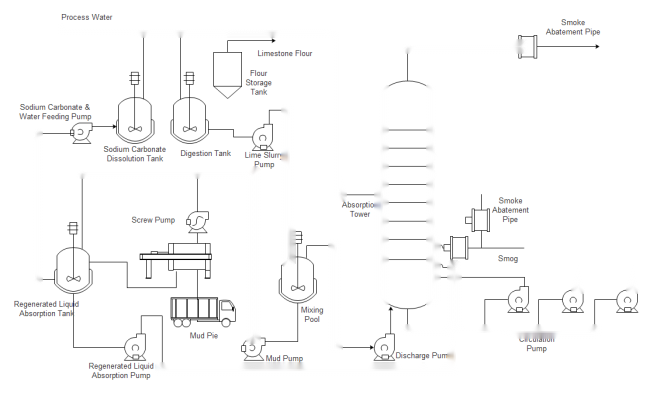 Process Water
Smoke
Abatement Pipe
Limestone Flour
Flour
Storage
Tank
Sodium Carbonate &
Water Feeding Pump
Sodium Carbonate
Dissolution Tank
Digestion Tank
Lime Slurry
Pump
Absorption
Tower
Smoke
Abatement
Pipe
Screw Pump
Smog
Regenerated Liquid
Absorption Tank
Mud Pie
Mixing
Pool
Circulation
Pump
Regenerated Liquid
Absorption Pump
Mud Pump
Discharge Pump